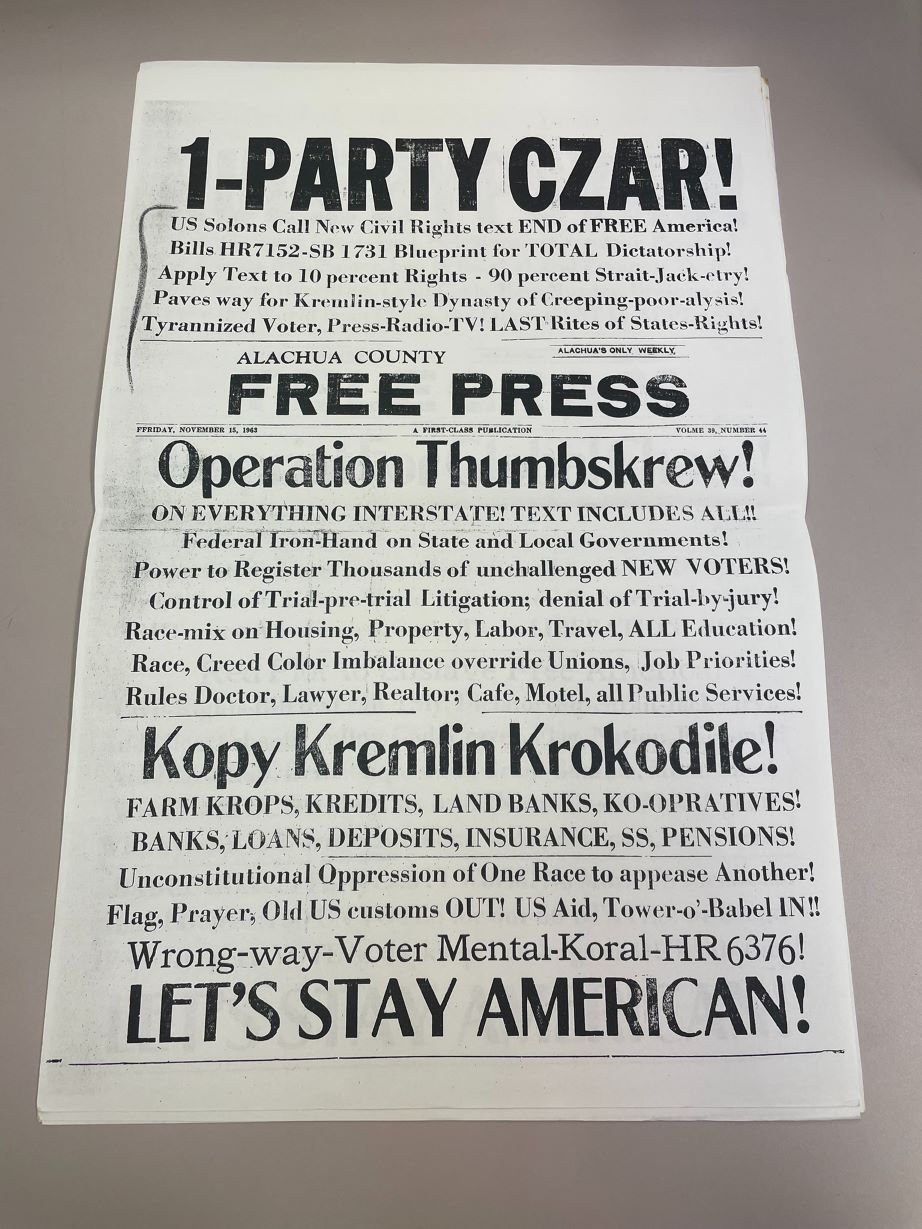 1-PARTY CZAR!
US Solons Call New Civil Rights text END of FREE America!
Bills HR7152-SB 1731 Blueprint for TOTAL Dictatorship!
Apply Text to 10 percent Rights - 90 percent Strait-Jack-etry!
Paves way for Kremlin-style Dynasty of Creeping-poor-alysis!
Tyrannized Voter, Press-Radio-TV! LAST Rites of States-Rights!
ALACHUA COUNTY
ALACHUA'S ONLY WEEKLY,
FREE PRESS
FFRIDAY, NOVEMBER 15, 1963 A FIRST-CLASS PUBLICATION VOLME 39, NUMBER 44
Operation Thumbskrew!
ON EVERYTHING INTERSTATE! TEXT INCLUDES ALL!!
Federal Iron-Hand on State and Local Governments!
Power to Register Thousands of unchallenged NEW VOTERS!
Control of Trial-pre-trial Litigation; denial of Trial-by-jury!
Race-mix on Housing, Property, Labor, Travel, ALL Education!
Race, Creed Color Imbalance override Unions, Job Priorities!
Rules Doctor, Lawyer, Realtor; Cafe, Motel, all Public Services!
Kopy Kremlin Krokodile!
FARM KROPS, KREDITS, LAND BANKS, KO-OPRATIVES!
BANKS, LOANS, DEPOSITS, INSURANCE, SS, PENSIONS!
Unconstitutional Oppression of One Race to appease Another!
Flag, Prayer, Old US customs OUT! US Aid, Tower-o'-Babel IN!!
Wrong-way-Voter Mental-Koral-HR 6376!
LET'S STAY AMERICAN!